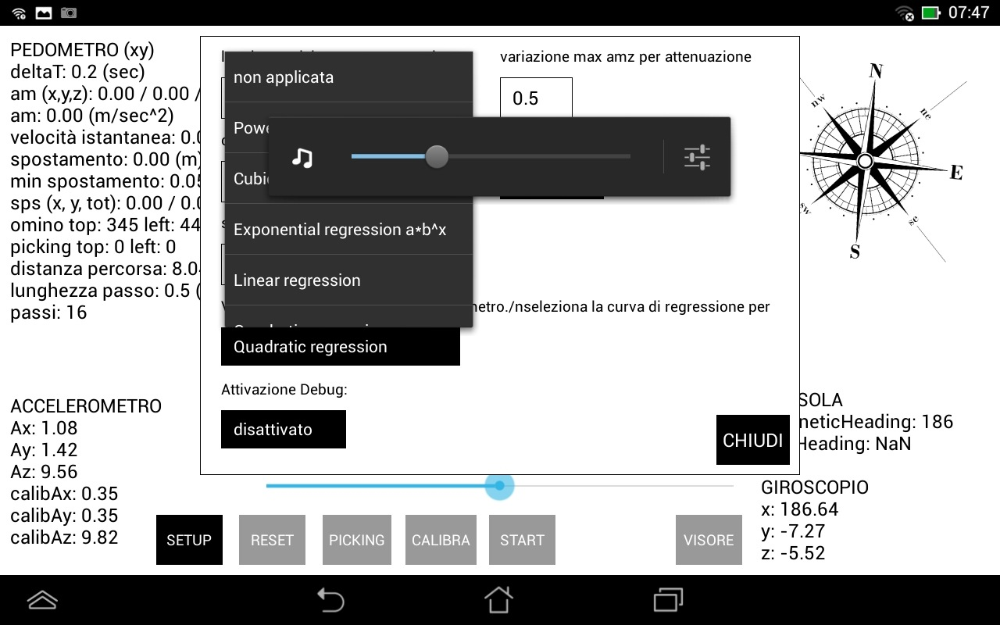 07:47
PEDOMETRO (xy)
deltaT: 0.2 (sec)
am (x,y,z): 0.00 / 0.00 /
am: 0.00 (m/sec^2)
velocità istantanea: 0.0
spostamento: 0.00 (m)
min spostamento: 0.05
sps (x, y, tot): 0.00 / 0.0
omino top: 345 left: 44
picking top: 0 left: 0
distanza percorsa: 8.0
lunghezza passo: 0.5 (
passi: 16
variazione max amz per attenuazione
0.5
non applicata
Powe
Cubi
Exponential regression a*b^x
Linear regression
metro./nseleziona la curva di regressione per
Quadratic regression
Attivazione Debug:
disattivato
CHIUDI
N
nw
ne
E
sw
se
S
ACCELEROMETRO
Ax: 1.08
Ay: 1.42
Az: 9.56
calibAx: 0.35
calibAy: 0.35
calibAz: 9.82
SOLA
neticHeading: 186
Heading: NaN
GIROSCOPIO
x: 186.64
y: -7.27
z: -5.52
SETUP
RESET
PICKING
CALIBRA
START
VISORE